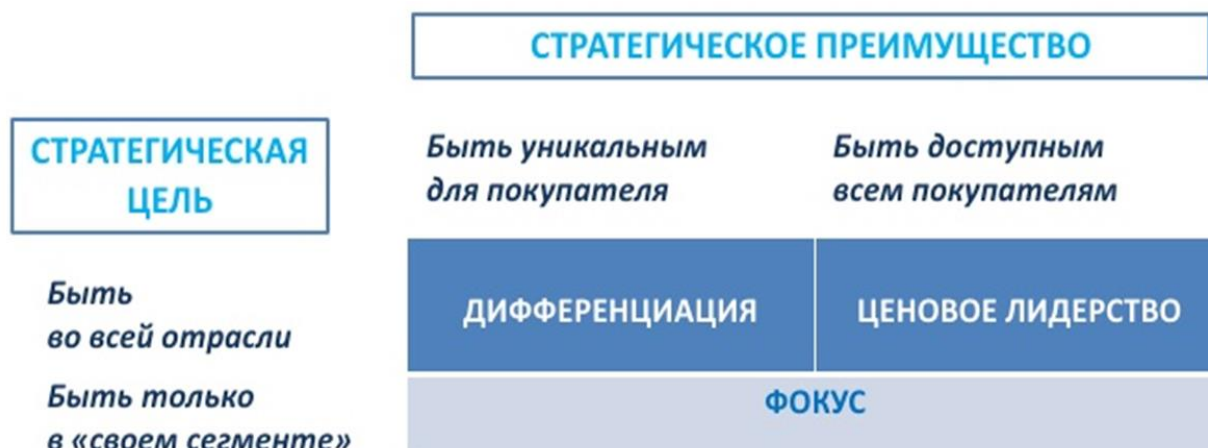 СТРАТЕГИЧЕСКОЕ ПРЕИМУЩЕСТВО
СТРАТЕГИЧЕСКАЯ
ЦЕЛЬ
Быть уникальным
для покупателя
Быть доступным
всем покупателям
Быть
во всей отрасли
ДИФФЕРЕНЦИАЦИЯ
ЦЕНОВОЕ ЛИДЕРСТВО
Быть только
в «своем сегменте»
ФОКУС